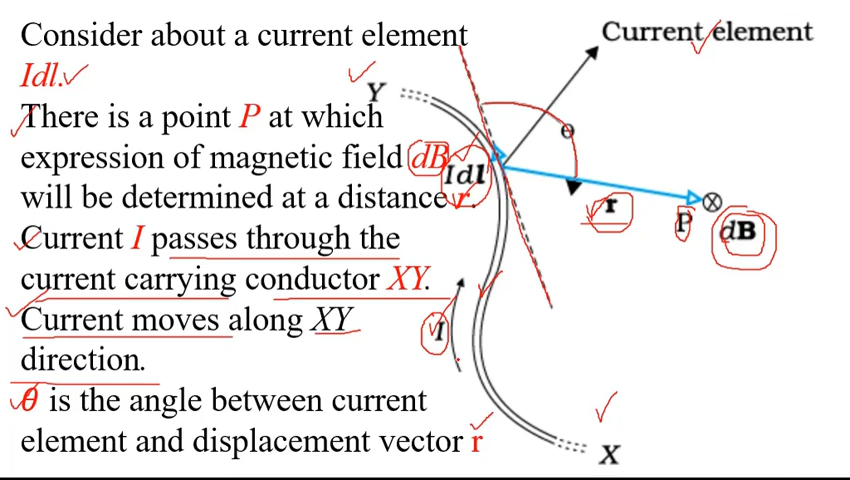 Consider about a current element
Idl.
There is a point P at which
expression of magnetic field dB
will be determined at a distance r.
Current I passes through the
current carrying conductor XY.
Current moves along XY
direction.
θ is the angle between current
element and displacement vector r
Current element
Y
θ
Idl
r
P
dB
I
X